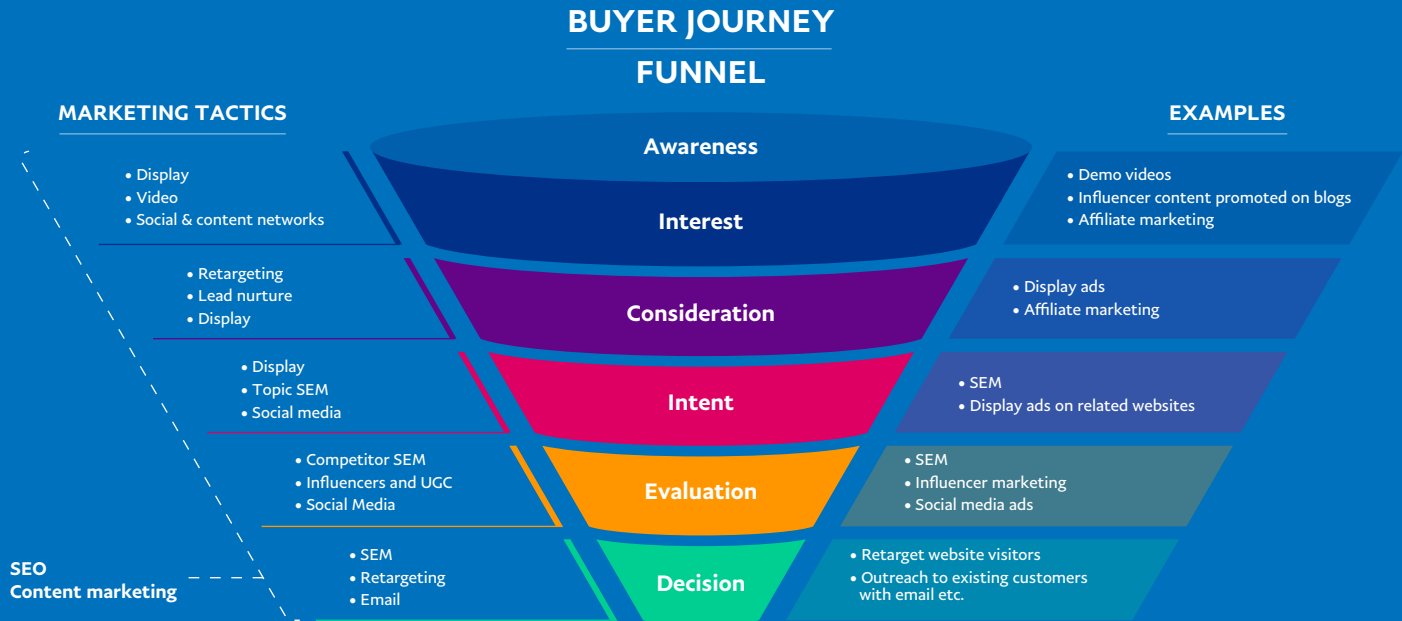 BUYER JOURNEY
FUNNEL
MARKETING TACTICS
EXAMPLES
Awareness
• Display
• Video
• Social & content networks
Interest
• Demo videos
• Influencer content promoted on blogs
• Affiliate marketing
• Retargeting
• Lead nurture
• Display
Consideration
• Display ads
• Affiliate marketing
• Display
• Topic SEM
• Social media
Intent
• SEM
• Display ads on related websites
• Competitor SEM
• Influencers and UGC
• Social Media
Evaluation
• SEM
• Influencer marketing
• Social media ads
• SEM
• Retargeting
• Email
Decision
• Retarget website visitors
• Outreach to existing customers
with email etc.
SEO
Content marketing